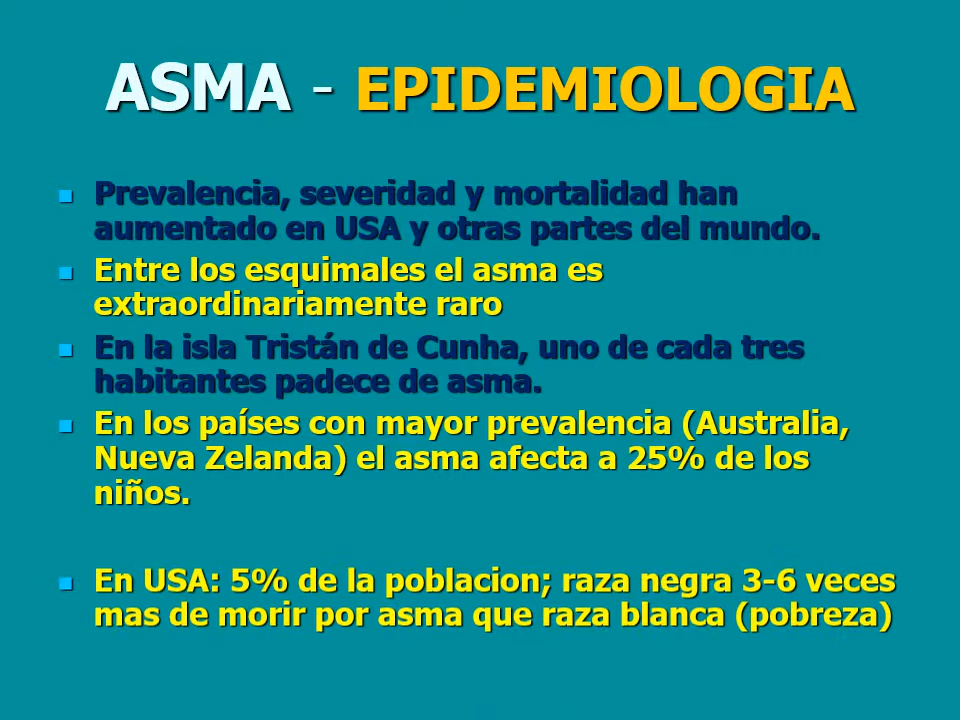 ASMA - EPIDEMIOLOGIA
Prevalencia, severidad y mortalidad han
aumentado en USA y otras partes del mundo.
Entre los esquimales el asma es
extraordinariamente raro
En la isla Tristán de Cunha, uno de cada tres
habitantes padece de asma.
En los países con mayor prevalencia (Australia,
Nueva Zelanda) el asma afecta a 25% de los
niños.
En USA: 5% de la poblacion; raza negra 3-6 veces
mas de morir por asma que raza blanca (pobreza)